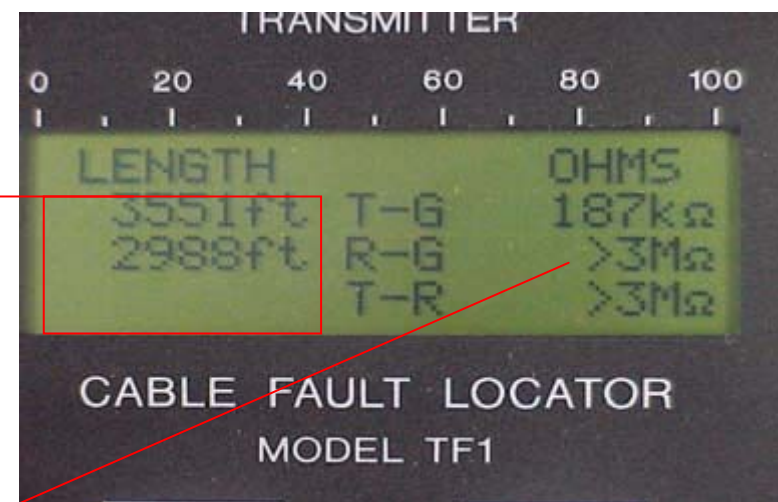 TRANSMITTER
0 20 40 60 80 100
LENGTH OHMS
3551ft T-G 187kΩ
2988ft R-G >3MΩ
T-R >3MΩ
CABLE FAULT LOCATOR
MODEL TF1